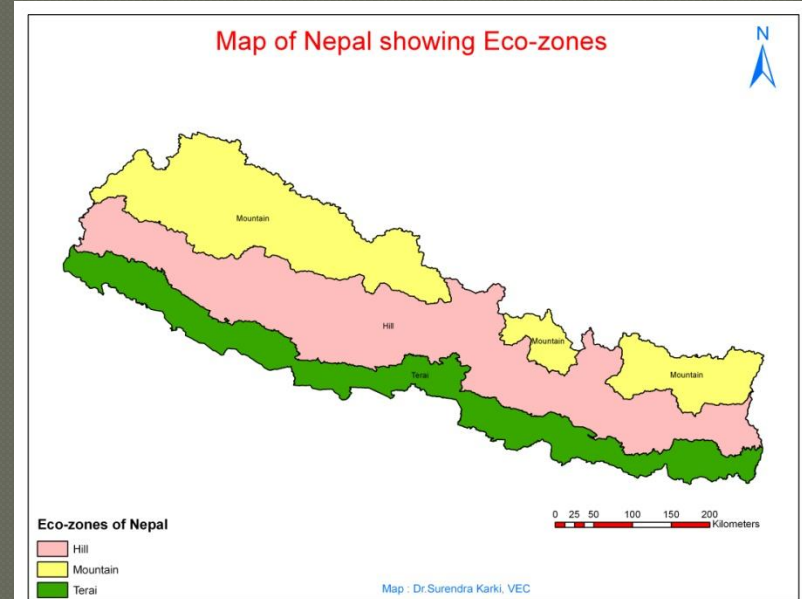 Map of Nepal showing Eco-zones
N
Mountain
Hill
Mountain
Mountain
Terai
Eco-zones of Nepal
Hill
Mountain
Terai
0 25 50 100 150 200
Kilometers
Map : Dr.Surendra Karki, VEC